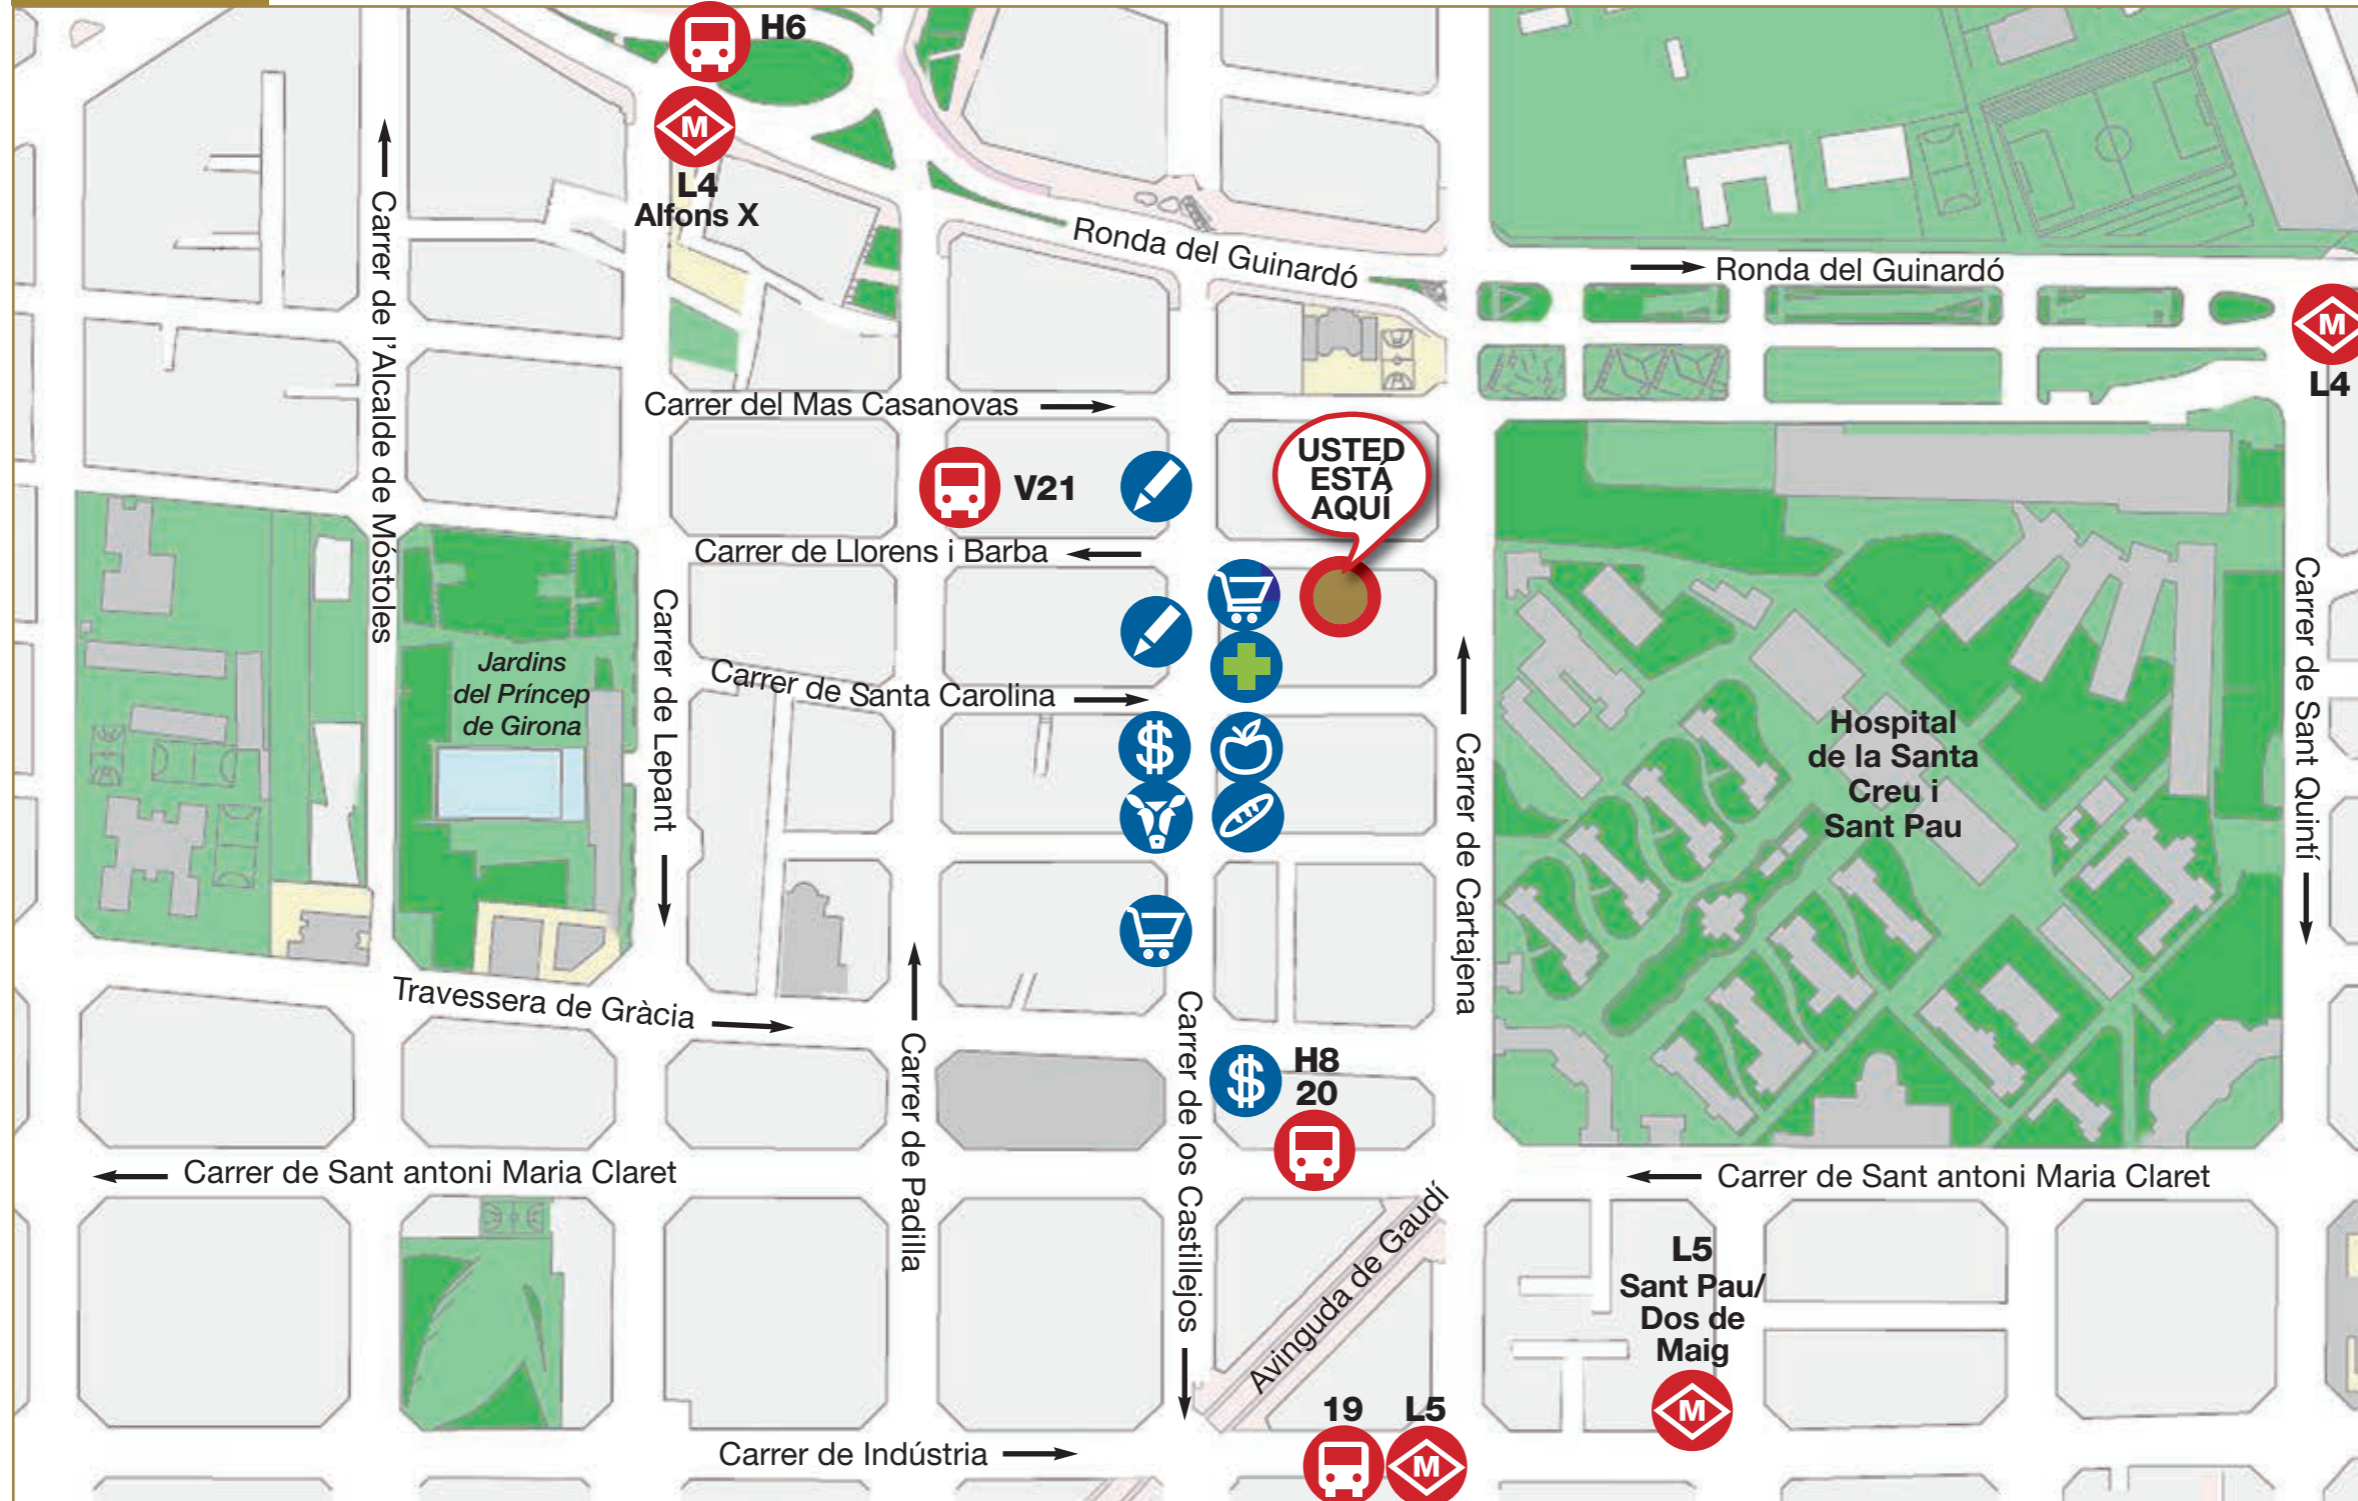 H6
M
L4
Alfons X
Carrer de l'Alcalde de Móstoles
Ronda del Guinardó
Ronda del Guinardó
M
L4
Carrer del Mas Casanovas
USTED
ESTÁ
AQUÍ
V21
Carrer de Llorens i Barba
Jardins
del Príncep
de Girona
Carrer de Lepant
Carrer de Santa Carolina
$
Carrer de Cartajena
Hospital
de la Santa
Creu i
Sant Pau
Carrer de Sant Quintí
Travessera de Gràcia
Carrer de Padilla
Carrer de los Castillejos
$
H8
20
Carrer de Sant antoni Maria Claret
Carrer de Sant antoni Maria Claret
Avinguda de Gaudí
L5
Sant Pau/
Dos de
Maig
M
19
L5
M
Carrer de Indústria